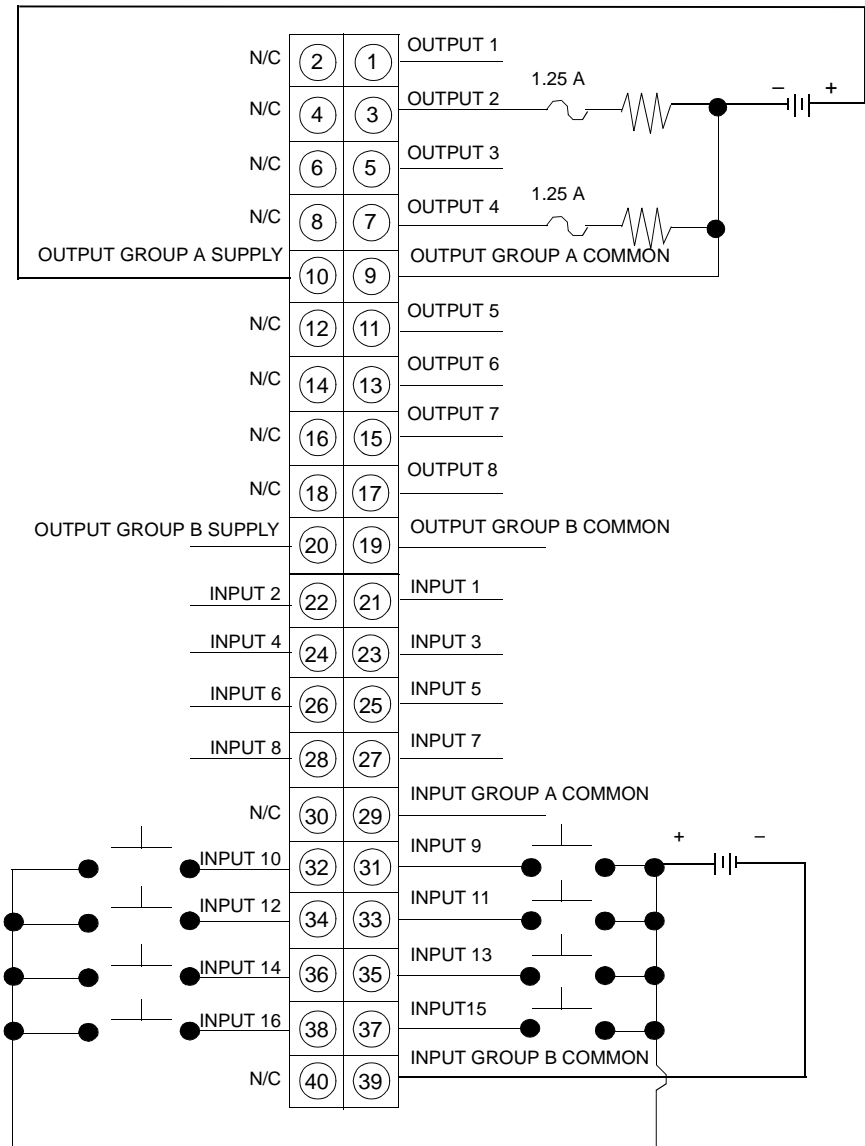 OUTPUT 1
N/C 2 1
1.25 A
− +
OUTPUT 2
N/C 4 3
OUTPUT 3
N/C 6 5
1.25 A
OUTPUT 4
N/C 8 7
OUTPUT GROUP A SUPPLY 10 9 OUTPUT GROUP A COMMON
OUTPUT 5
N/C 12 11
OUTPUT 6
N/C 14 13
OUTPUT 7
N/C 16 15
OUTPUT 8
N/C 18 17
OUTPUT GROUP B SUPPLY 20 19 OUTPUT GROUP B COMMON
INPUT 2 22 21 INPUT 1
INPUT 4 24 23 INPUT 3
INPUT 6 26 25 INPUT 5
INPUT 8 28 27 INPUT 7
N/C 30 29 INPUT GROUP A COMMON
+ −
INPUT 10 32 31 INPUT 9
INPUT 12 34 33 INPUT 11
INPUT 14 36 35 INPUT 13
INPUT 16 38 37 INPUT15
N/C 40 39 INPUT GROUP B COMMON